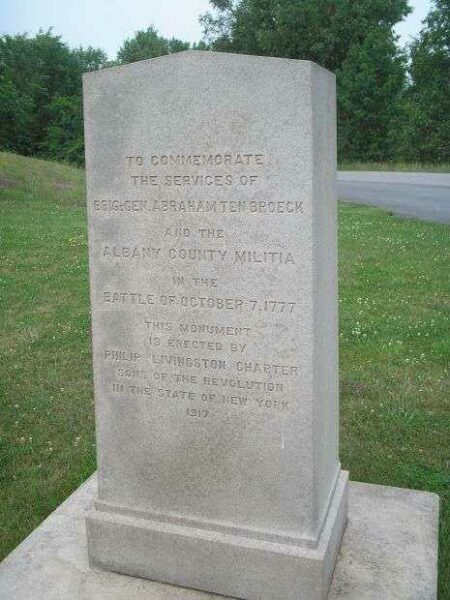 TO COMMEMORATE
THE SERVICES OF
BRIG-GEN. ABRAHAM TEN BROECK
AND THE
ALBANY COUNTY MILITIA
IN THE
BATTLE OF OCTOBER 7, 1777
THIS MONUMENT
IS ERECTED BY
PHILIP LIVINGSTON CHAPTER
SONS OF THE REVOLUTION
IN THE STATE OF NEW YORK
1917